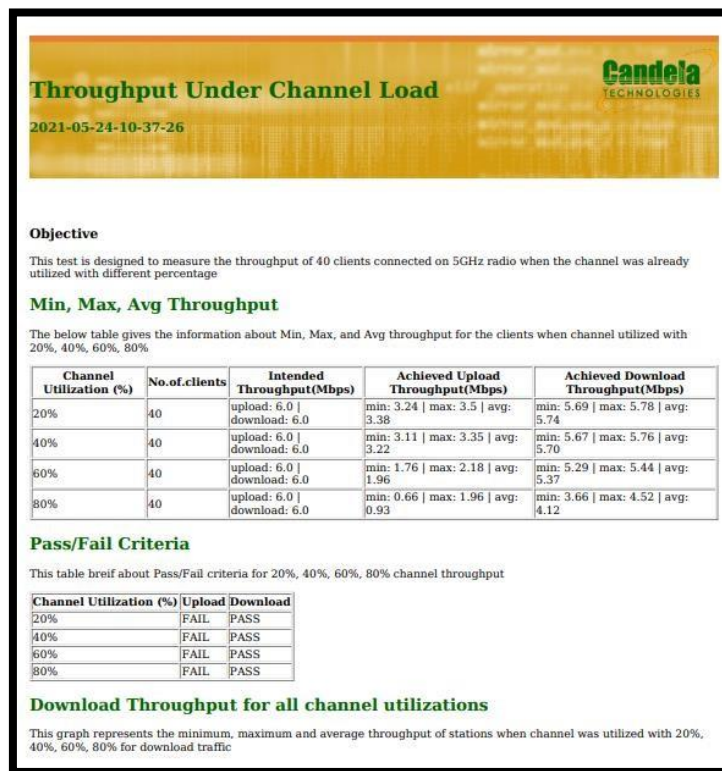 Throughput Under Channel Load
Candela
TECHNOLOGIES
2021-05-24-10-37-26
Objective
This test is designed to measure the throughput of 40 clients connected on 5GHz radio when the channel was already
utilized with different percentage
Min, Max, Avg Throughput
The below table gives the information about Min, Max, and Avg throughput for the clients when channel utilized with
20%, 40%, 60%, 80%
Channel Utilization (%) No.of.clients Intended Throughput(Mbps) Achieved Upload Throughput(Mbps) Achieved Download Throughput(Mbps)
20% 40 upload: 6.0 | download: 6.0 min: 3.24 | max: 3.5 | avg: 3.38 min: 5.69 | max: 5.78 | avg: 5.74
40% 40 upload: 6.0 | download: 6.0 min: 3.11 | max: 3.35 | avg: 3.22 min: 5.67 | max: 5.76 | avg: 5.70
60% 40 upload: 6.0 | download: 6.0 min: 1.76 | max: 2.18 | avg: 1.96 min: 5.29 | max: 5.44 | avg: 5.37
80% 40 upload: 6.0 | download: 6.0 min: 0.66 | max: 1.96 | avg: 0.93 min: 3.66 | max: 4.52 | avg: 4.12
Pass/Fail Criteria
This table breif about Pass/Fail criteria for 20%, 40%, 60%, 80% channel throughput
Channel Utilization (%) Upload Download
20% FAIL PASS
40% FAIL PASS
60% FAIL PASS
80% FAIL PASS
Download Throughput for all channel utilizations
This graph represents the minimum, maximum and average throughput of stations when channel was utilized with 20%,
40%, 60%, 80% for download traffic